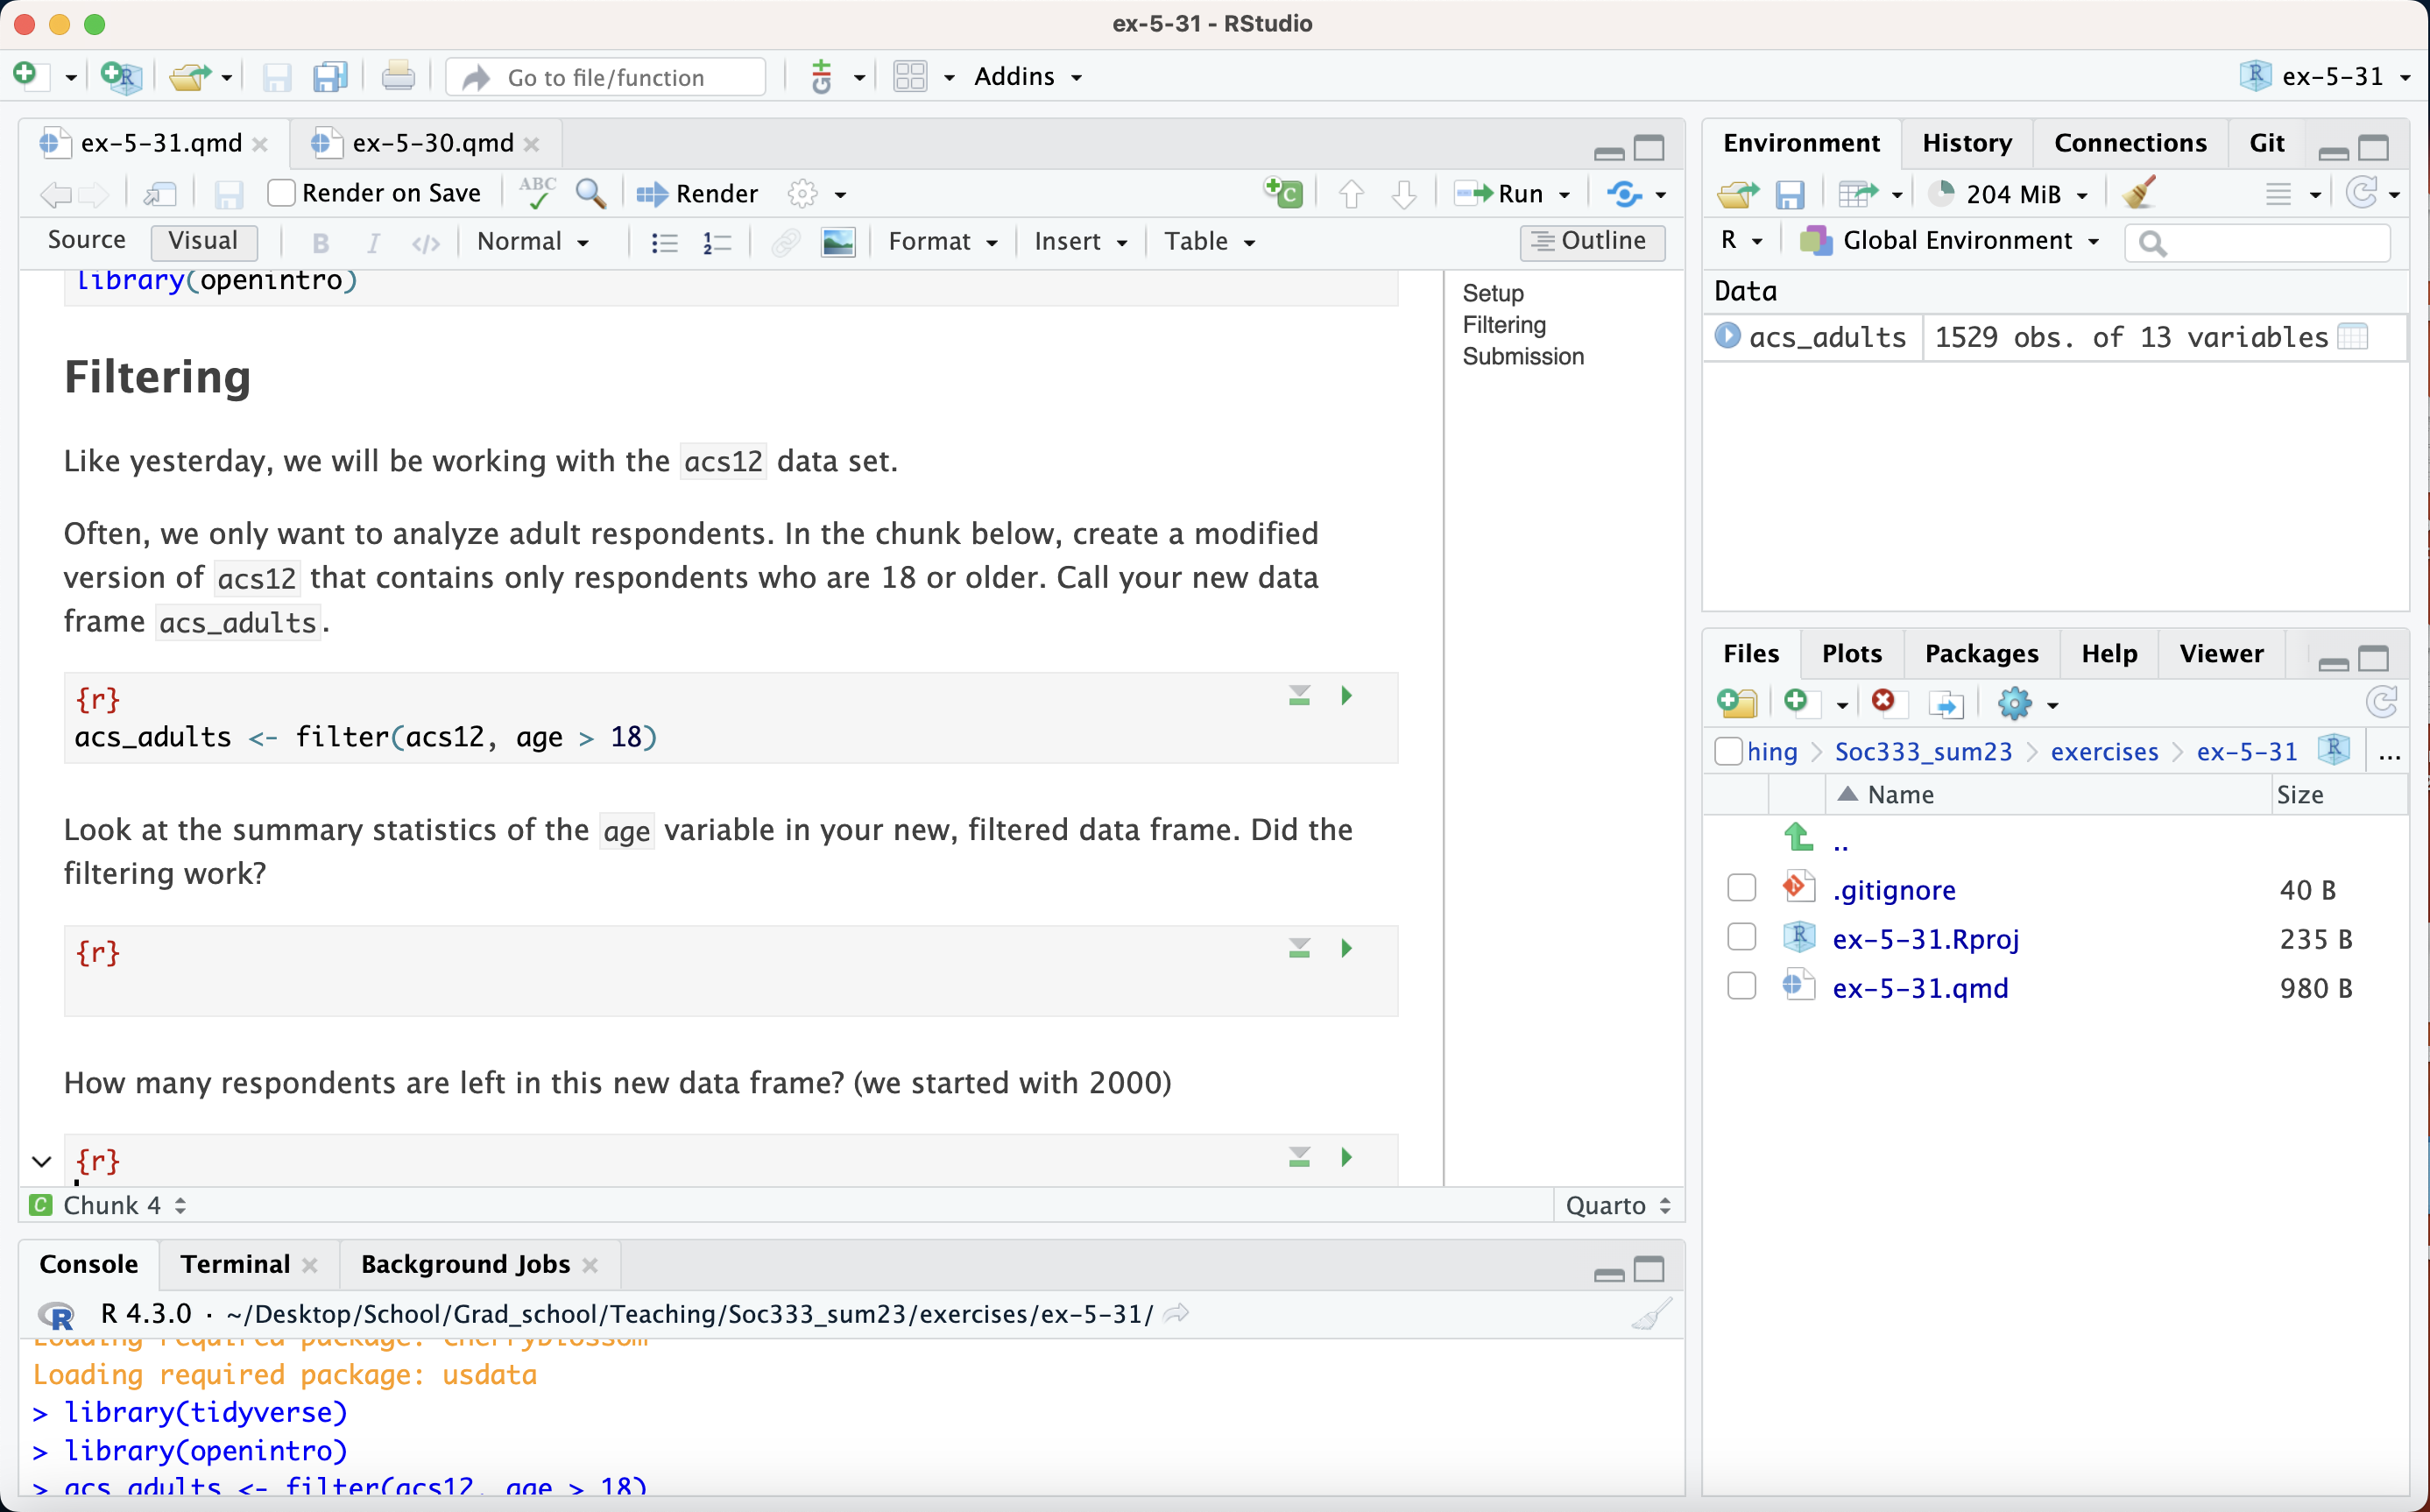 ex-5-31 - RStudio
Go to file/function
Addins
ex-5-31
ex-5-31.qmd
ex-5-30.qmd
Render on Save
ABC
Render
Run
Source
Visual
B
I
</>
Normal
Format
Insert
Table
Outline
library(openintro)
Filtering
Like yesterday, we will be working with the acs12 data set.
Often, we only want to analyze adult respondents. In the chunk below, create a modified
version of acs12 that contains only respondents who are 18 or older. Call your new data
frame acs_adults.
{r}
acs_adults <- filter(acs12, age > 18)
Look at the summary statistics of the age variable in your new, filtered data frame. Did the
filtering work?
{r}
How many respondents are left in this new data frame? (we started with 2000)
{r}
Setup
Filtering
Submission
C Chunk 4
Quarto
Console
Terminal
Background Jobs
R 4.3.0 · ~/Desktop/School/Grad_school/Teaching/Soc333_sum23/exercises/ex-5-31/
Loading required package: cherryblossom
Loading required package: usdata
> library(tidyverse)
> library(openintro)
> acs_adults <- filter(acs12, age > 18)
Environment
History
Connections
Git
204 MiB
R
Global Environment
Data
acs_adults
1529 obs. of 13 variables
Files
Plots
Packages
Help
Viewer
hing
Soc333_sum23
exercises
ex-5-31
...
Name
Size
..
.gitignore
40 B
ex-5-31.Rproj
235 B
ex-5-31.qmd
980 B